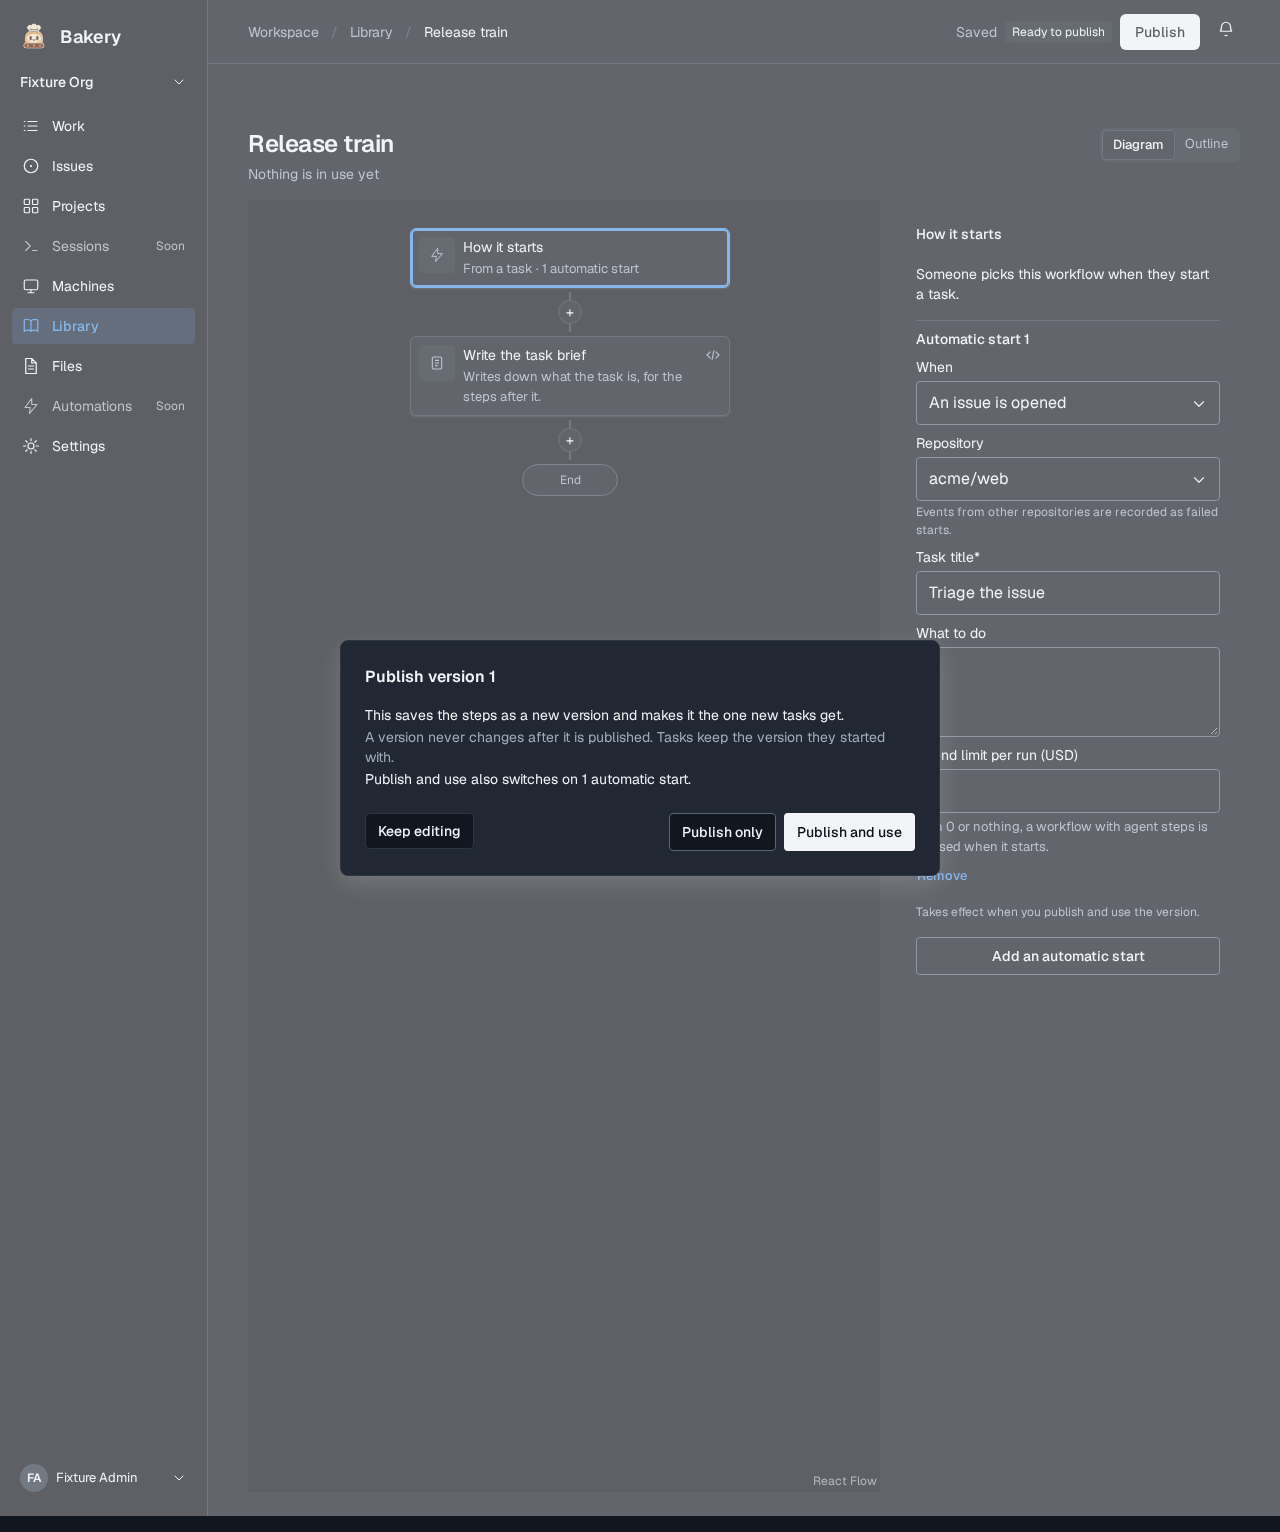 Bakery
Fixture Org
Work
Issues
Projects
Sessions Soon
Machines
Library
Files
Automations Soon
Settings
FA Fixture Admin
Workspace / Library / Release train
Saved Ready to publish Publish
Release train
Nothing is in use yet
Diagram Outline
How it starts
From a task · 1 automatic start
+
Write the task brief
Writes down what the task is, for the
steps after it.
+
End
React Flow
How it starts
Someone picks this workflow when they start
a task.
Automatic start 1
When
An issue is opened
Repository
acme/web
Events from other repositories are recorded as failed
starts.
Task title*
Triage the issue
What to do
limit per run (USD)
0 or nothing, a workflow with agent steps is
when it starts.
Remove
Takes effect when you publish and use the version.
Add an automatic start
Publish version 1
This saves the steps as a new version and makes it the one new tasks get.
A version never changes after it is published. Tasks keep the version they started
with.
Publish and use also switches on 1 automatic start.
Keep editing Publish only Publish and use